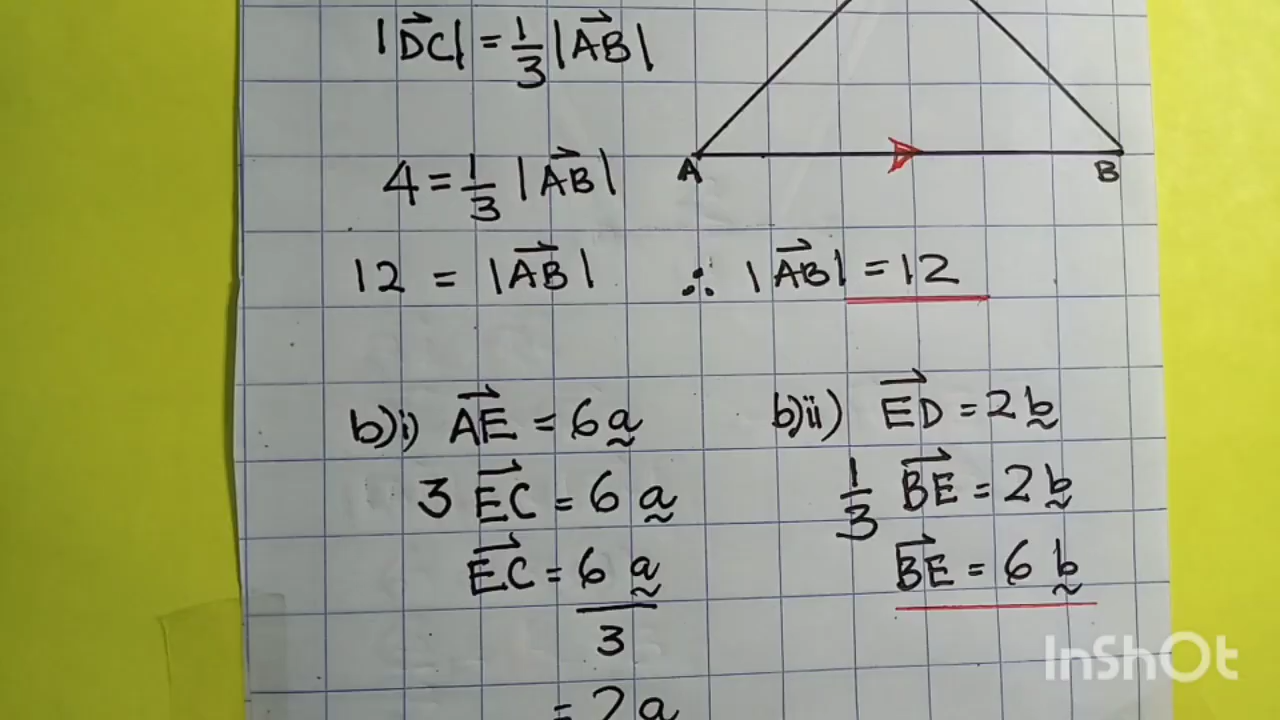 |DC| = 1/3 |AB|
4 = 1/3 |AB|
A
B
12 = |AB| ∴ |AB| = 12
b)i) AE = 6a
3 EC = 6a
EC = 6a/3
= 2a
b)ii) ED = 2b
1/3 BE = 2b
BE = 6b
InShOt